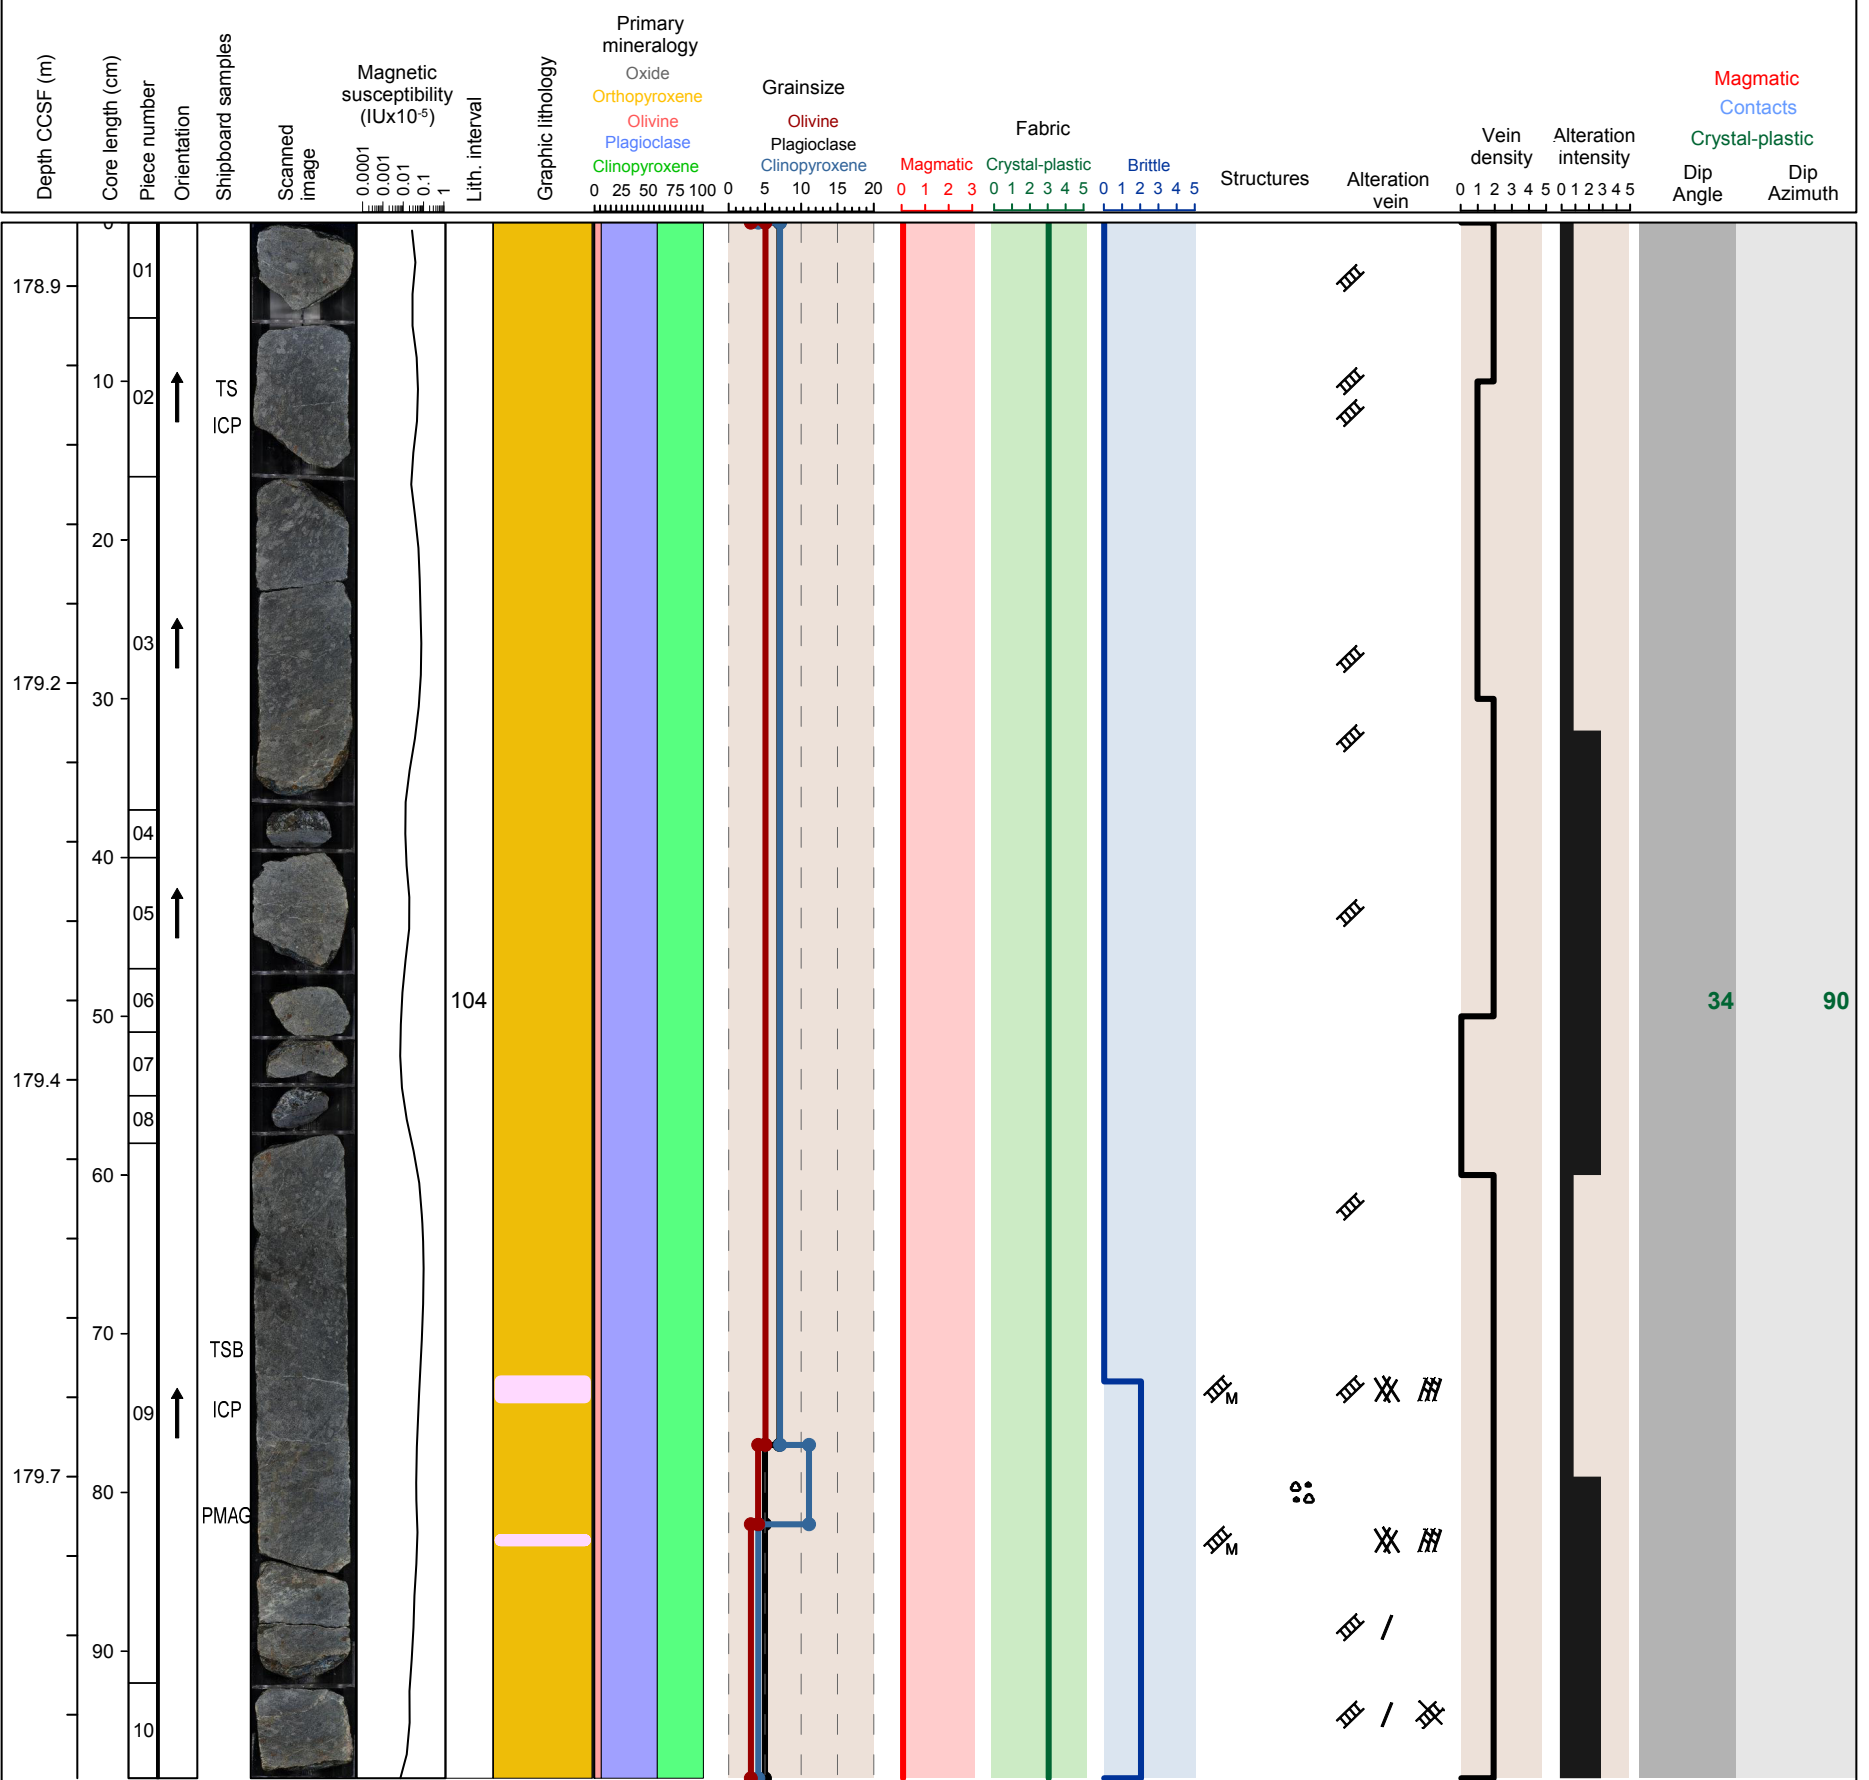 Depth CCSF (m)
Core length (cm)
Piece number
Orientation
Shipboard samples
Scanned
image
Magnetic
susceptibility
(IUx10-5)
0.0001
0.001
0.01
0.1
1
Lith. interval
Graphic lithology
Primary
mineralogy
Oxide
Orthopyroxene
Olivine
Plagioclase
Clinopyroxene
0 25 50 75 100
Grainsize
Olivine
Plagioclase
Clinopyroxene
0 5 10 15 20
Fabric
Magmatic
0 1 2 3
Crystal-plastic
0 1 2 3 4 5
Brittle
0 1 2 3 4 5
Structures
Alteration
vein
Vein
density
0 1 2 3 4 5
Alteration
intensity
0 1 2 3 4 5
Magmatic
Contacts
Crystal-plastic
Dip
Angle
Dip
Azimuth
0
01
178.9
10
TS
02
ICP
20
03
179.2
30
04
40
05
06
104
34
90
50
07
179.4
08
60
70
TSB
M
ICP
09
179.7
80
PMAG
M
90
10